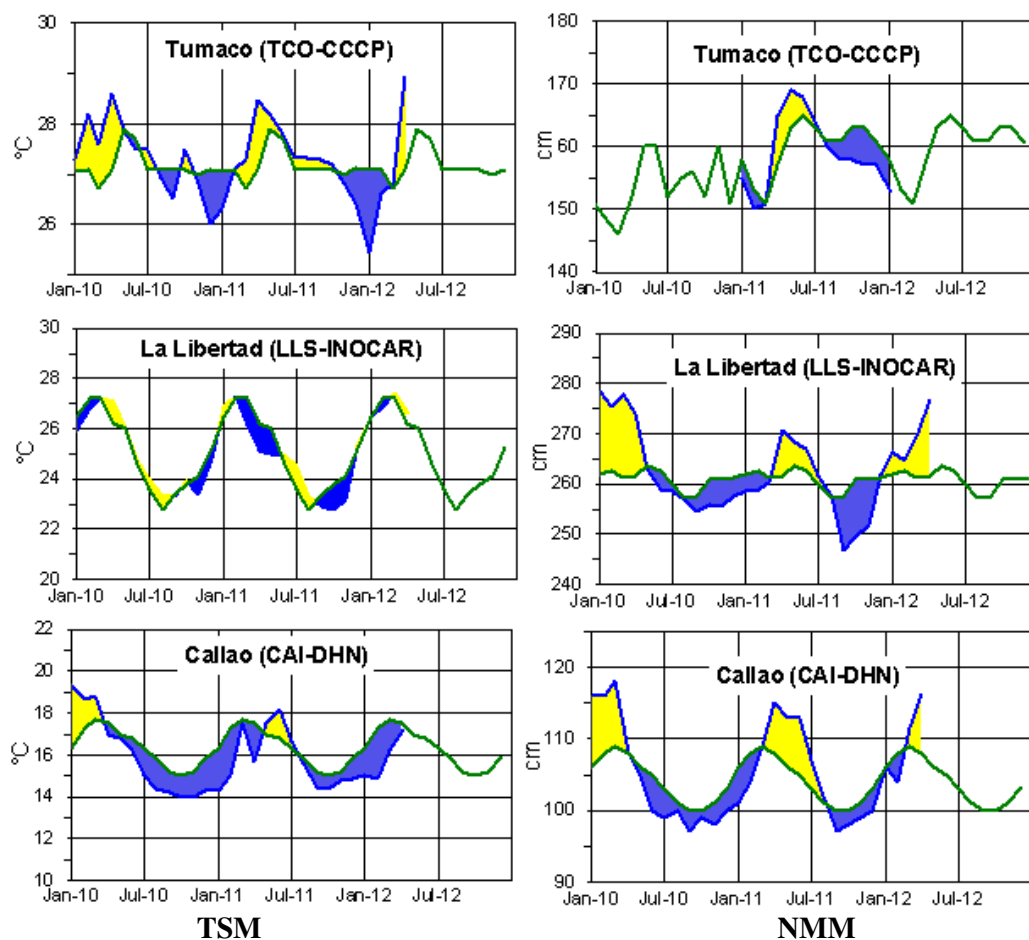 Tumaco (TCO-CCCP)
°C
30
28
26
Jan-10 Jul-10 Jan-11 Jul-11 Jan-12 Jul-12
Tumaco (TCO-CCCP)
cm
180
170
160
150
140
Jan-10 Jul-10 Jan-11 Jul-11 Jan-12 Jul-12
La Libertad (LLS-INOCAR)
°C
30
28
26
24
22
20
Jan-10 Jul-10 Jan-11 Jul-11 Jan-12 Jul-12
La Libertad (LLS-INOCAR)
cm
290
280
270
260
250
240
Jan-10 Jul-10 Jan-11 Jul-11 Jan-12 Jul-12
Callao (CAI-DHN)
°C
22
20
18
16
14
12
10
Jan-10 Jul-10 Jan-11 Jul-11 Jan-12 Jul-12
TSM
Callao (CAI-DHN)
cm
120
110
100
90
Jan-10 Jul-10 Jan-11 Jul-11 Jan-12 Jul-12
NMM